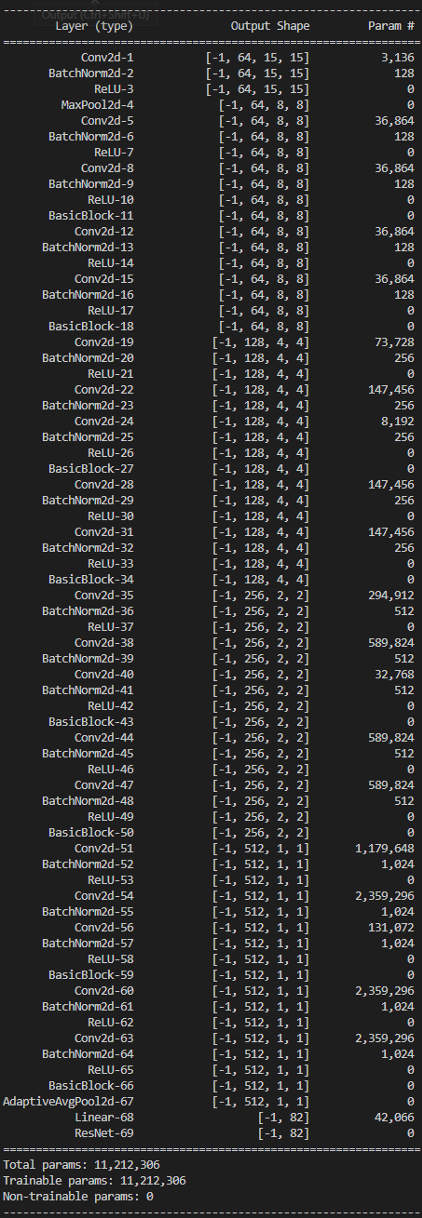 Output (Ctrl+Shift+U)
----------------------------------------------------------------
Layer (type) Output Shape Param #
================================================================
Conv2d-1 [-1, 64, 15, 15] 3,136
BatchNorm2d-2 [-1, 64, 15, 15] 128
ReLU-3 [-1, 64, 15, 15] 0
MaxPool2d-4 [-1, 64, 8, 8] 0
Conv2d-5 [-1, 64, 8, 8] 36,864
BatchNorm2d-6 [-1, 64, 8, 8] 128
ReLU-7 [-1, 64, 8, 8] 0
Conv2d-8 [-1, 64, 8, 8] 36,864
BatchNorm2d-9 [-1, 64, 8, 8] 128
ReLU-10 [-1, 64, 8, 8] 0
BasicBlock-11 [-1, 64, 8, 8] 0
Conv2d-12 [-1, 64, 8, 8] 36,864
BatchNorm2d-13 [-1, 64, 8, 8] 128
ReLU-14 [-1, 64, 8, 8] 0
Conv2d-15 [-1, 64, 8, 8] 36,864
BatchNorm2d-16 [-1, 64, 8, 8] 128
ReLU-17 [-1, 64, 8, 8] 0
BasicBlock-18 [-1, 64, 8, 8] 0
Conv2d-19 [-1, 128, 4, 4] 73,728
BatchNorm2d-20 [-1, 128, 4, 4] 256
ReLU-21 [-1, 128, 4, 4] 0
Conv2d-22 [-1, 128, 4, 4] 147,456
BatchNorm2d-23 [-1, 128, 4, 4] 256
Conv2d-24 [-1, 128, 4, 4] 8,192
BatchNorm2d-25 [-1, 128, 4, 4] 256
ReLU-26 [-1, 128, 4, 4] 0
BasicBlock-27 [-1, 128, 4, 4] 0
Conv2d-28 [-1, 128, 4, 4] 147,456
BatchNorm2d-29 [-1, 128, 4, 4] 256
ReLU-30 [-1, 128, 4, 4] 0
Conv2d-31 [-1, 128, 4, 4] 147,456
BatchNorm2d-32 [-1, 128, 4, 4] 256
ReLU-33 [-1, 128, 4, 4] 0
BasicBlock-34 [-1, 128, 4, 4] 0
Conv2d-35 [-1, 256, 2, 2] 294,912
BatchNorm2d-36 [-1, 256, 2, 2] 512
ReLU-37 [-1, 256, 2, 2] 0
Conv2d-38 [-1, 256, 2, 2] 589,824
BatchNorm2d-39 [-1, 256, 2, 2] 512
Conv2d-40 [-1, 256, 2, 2] 32,768
BatchNorm2d-41 [-1, 256, 2, 2] 512
ReLU-42 [-1, 256, 2, 2] 0
BasicBlock-43 [-1, 256, 2, 2] 0
Conv2d-44 [-1, 256, 2, 2] 589,824
BatchNorm2d-45 [-1, 256, 2, 2] 512
ReLU-46 [-1, 256, 2, 2] 0
Conv2d-47 [-1, 256, 2, 2] 589,824
BatchNorm2d-48 [-1, 256, 2, 2] 512
ReLU-49 [-1, 256, 2, 2] 0
BasicBlock-50 [-1, 256, 2, 2] 0
Conv2d-51 [-1, 512, 1, 1] 1,179,648
BatchNorm2d-52 [-1, 512, 1, 1] 1,024
ReLU-53 [-1, 512, 1, 1] 0
Conv2d-54 [-1, 512, 1, 1] 2,359,296
BatchNorm2d-55 [-1, 512, 1, 1] 1,024
Conv2d-56 [-1, 512, 1, 1] 131,072
BatchNorm2d-57 [-1, 512, 1, 1] 1,024
ReLU-58 [-1, 512, 1, 1] 0
BasicBlock-59 [-1, 512, 1, 1] 0
Conv2d-60 [-1, 512, 1, 1] 2,359,296
BatchNorm2d-61 [-1, 512, 1, 1] 1,024
ReLU-62 [-1, 512, 1, 1] 0
Conv2d-63 [-1, 512, 1, 1] 2,359,296
BatchNorm2d-64 [-1, 512, 1, 1] 1,024
ReLU-65 [-1, 512, 1, 1] 0
BasicBlock-66 [-1, 512, 1, 1] 0
AdaptiveAvgPool2d-67 [-1, 512, 1, 1] 0
Linear-68 [-1, 82] 42,066
ResNet-69 [-1, 82] 0
================================================================
Total params: 11,212,306
Trainable params: 11,212,306
Non-trainable params: 0
----------------------------------------------------------------